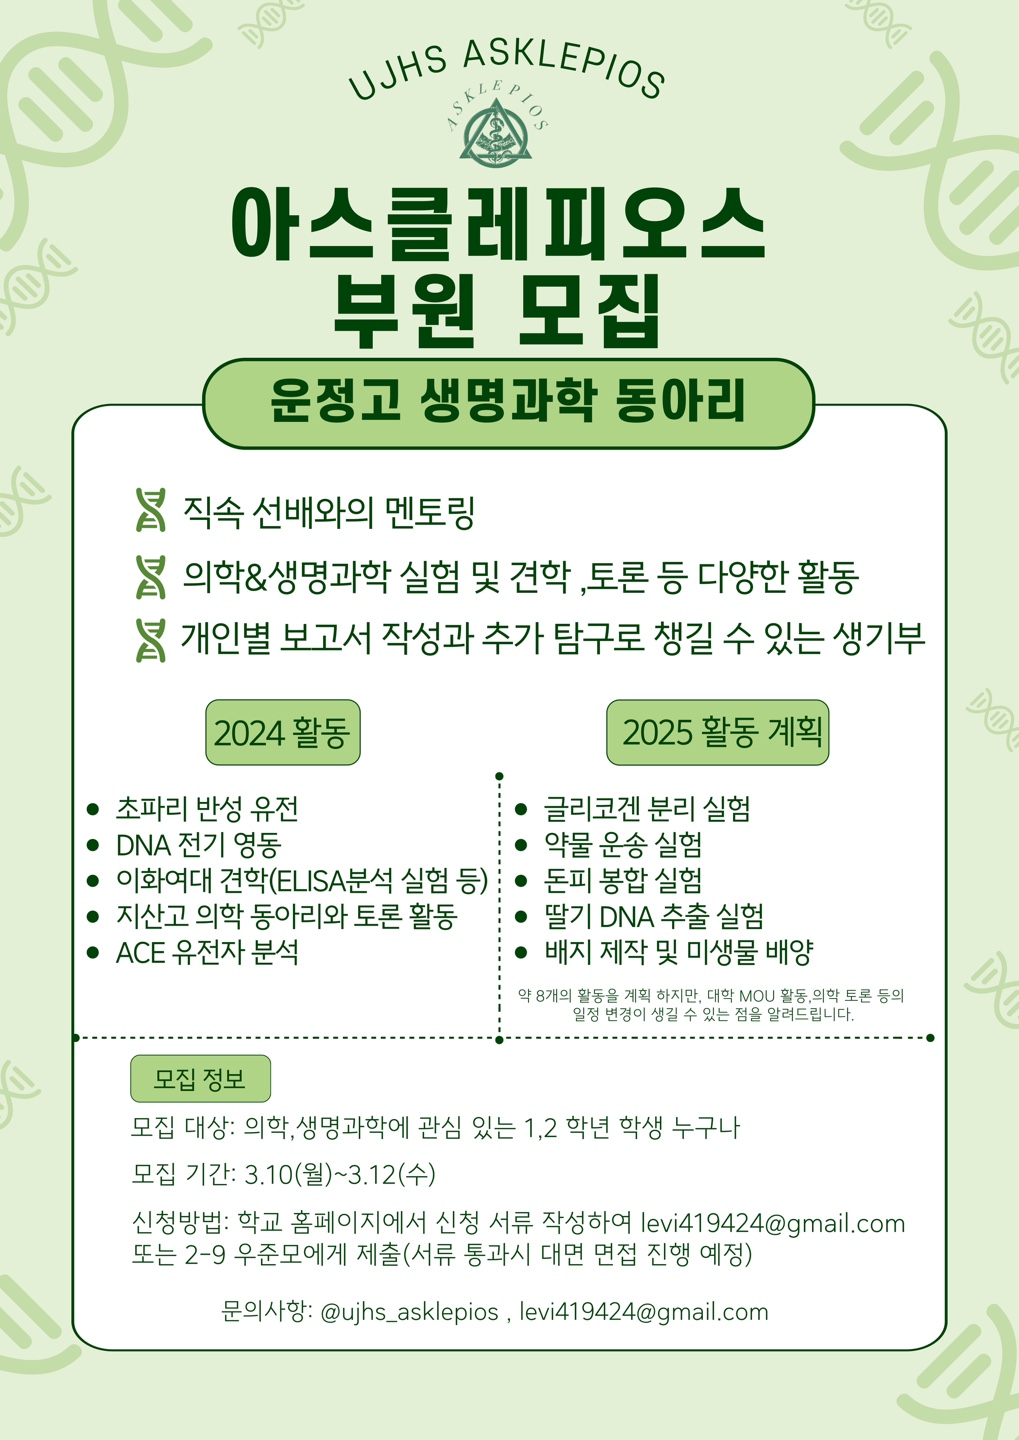 UJHS ASKLEPIOS
ASKLEPIOS
아스클레피오스
부원 모집
운정고 생명과학 동아리
직속 선배와의 멘토링
의학&생명과학 실험 및 견학 ,토론 등 다양한 활동
개인별 보고서 작성과 추가 탐구로 챙길 수 있는 생기부
2024 활동
초파리 반성 유전
DNA 전기 영동
이화여대 견학(ELISA분석 실험 등)
지산고 의학 동아리와 토론 활동
ACE 유전자 분석
2025 활동 계획
글리코겐 분리 실험
약물 운송 실험
돈피 봉합 실험
딸기 DNA 추출 실험
배지 제작 및 미생물 배양
약 8개의 활동을 계획 하지만, 대학 MOU 활동,의학 토론 등의
일정 변경이 생길 수 있는 점을 알려드립니다.
모집 정보
모집 대상: 의학,생명과학에 관심 있는 1,2 학년 학생 누구나
모집 기간: 3.10(월)~3.12(수)
신청방법: 학교 홈페이지에서 신청 서류 작성하여 levi419424@gmail.com
또는 2-9 우준모에게 제출(서류 통과시 대면 면접 진행 예정)
문의사항: @ujhs_asklepios , levi419424@gmail.com